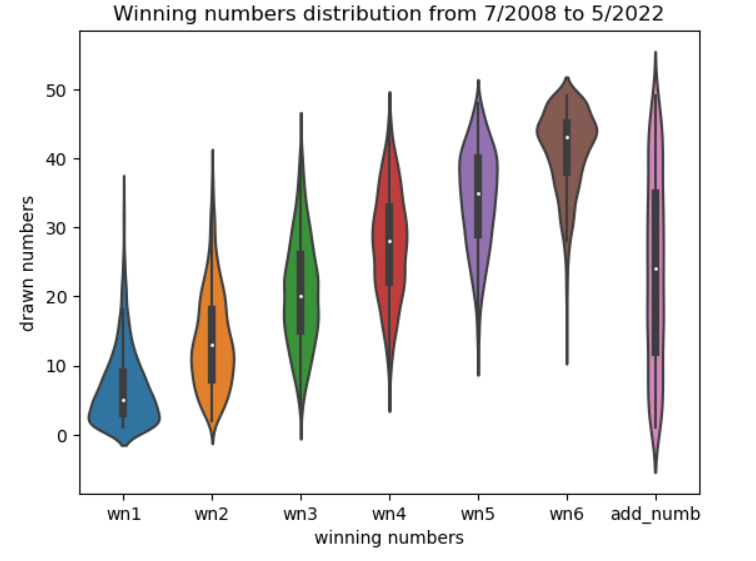 Winning numbers distribution from 7/2008 to 5/2022
50
40
30
20
10
0
drawn numbers
wn1 wn2 wn3 wn4 wn5 wn6 add_numb
winning numbers